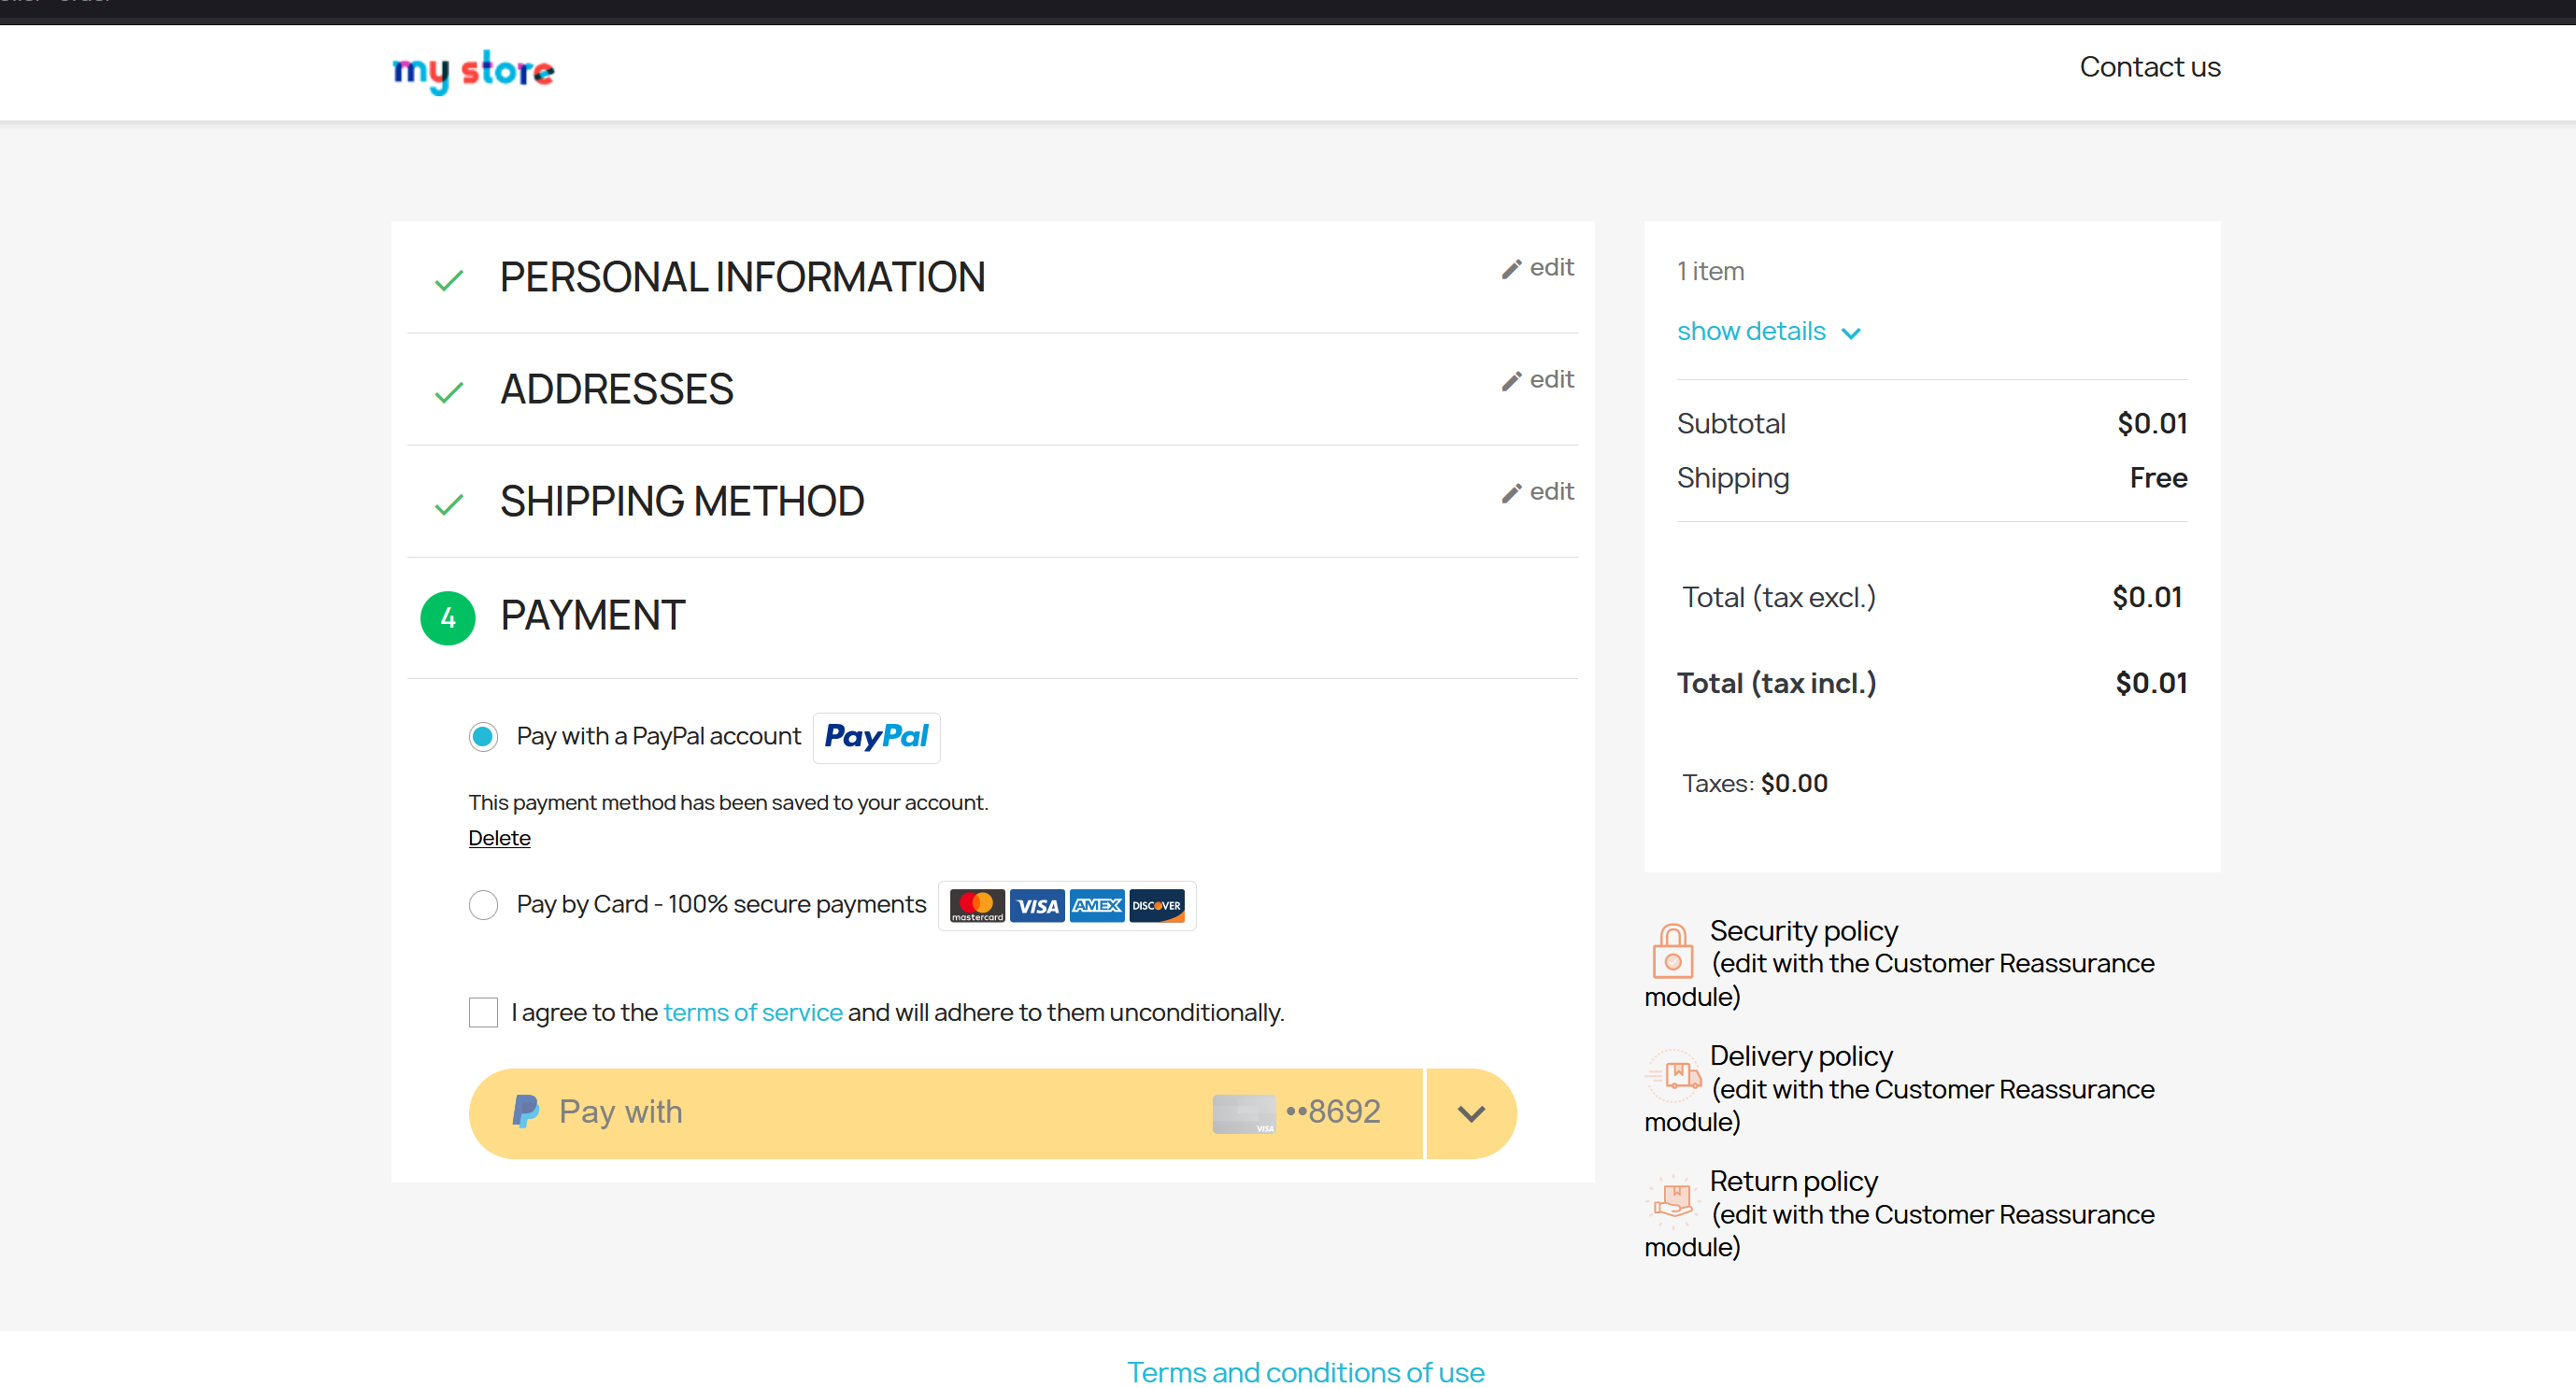 my store
Contact us
PERSONAL INFORMATION
edit
ADDRESSES
edit
SHIPPING METHOD
edit
4 PAYMENT
Pay with a PayPal account PayPal
This payment method has been saved to your account.
Delete
Pay by Card - 100% secure payments mastercard VISA AMEX DISCOVER
I agree to the terms of service and will adhere to them unconditionally.
Pay with VISA ••8692
1 item
show details
Subtotal $0.01
Shipping Free
Total (tax excl.) $0.01
Total (tax incl.) $0.01
Taxes: $0.00
Security policy
(edit with the Customer Reassurance
module)
Delivery policy
(edit with the Customer Reassurance
module)
Return policy
(edit with the Customer Reassurance
module)
Terms and conditions of use